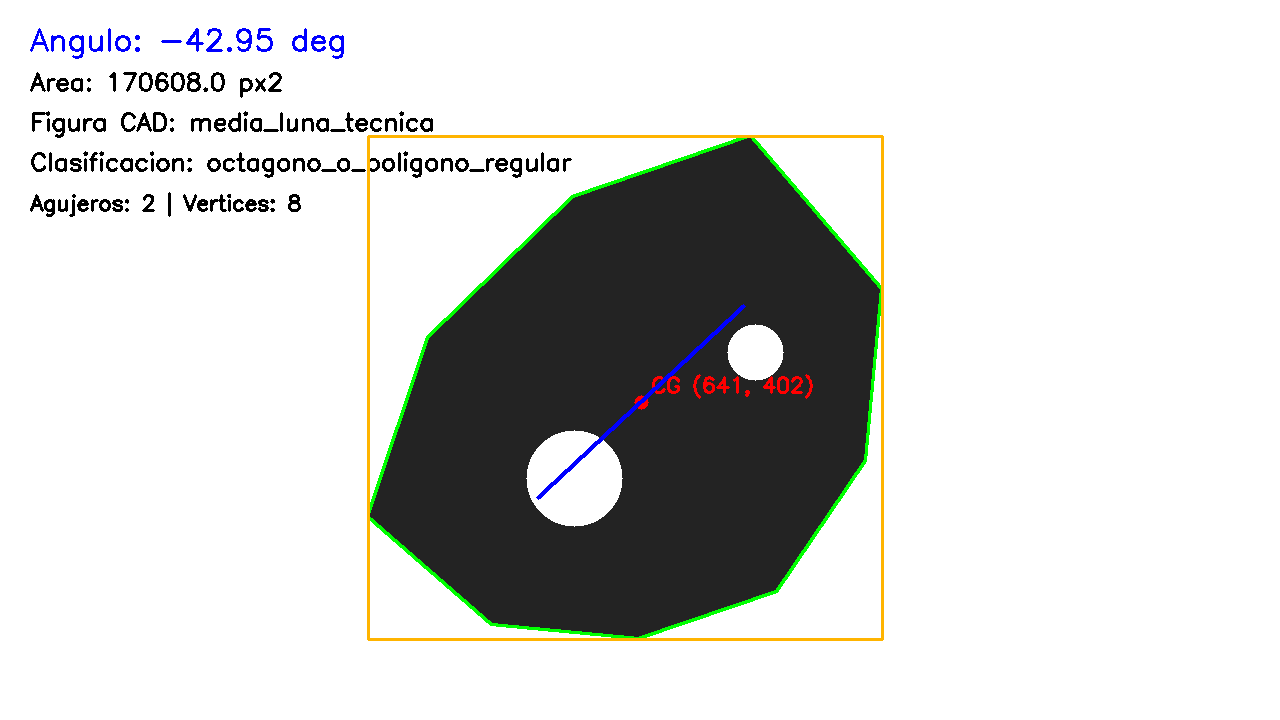 Angulo: -42.95 deg
Area: 170608.0 px2
Figura CAD: media_luna_tecnica
Clasificacion: octagono_o_poligono_regular
Agujeros: 2 | Vertices: 8
CG (641, 402)